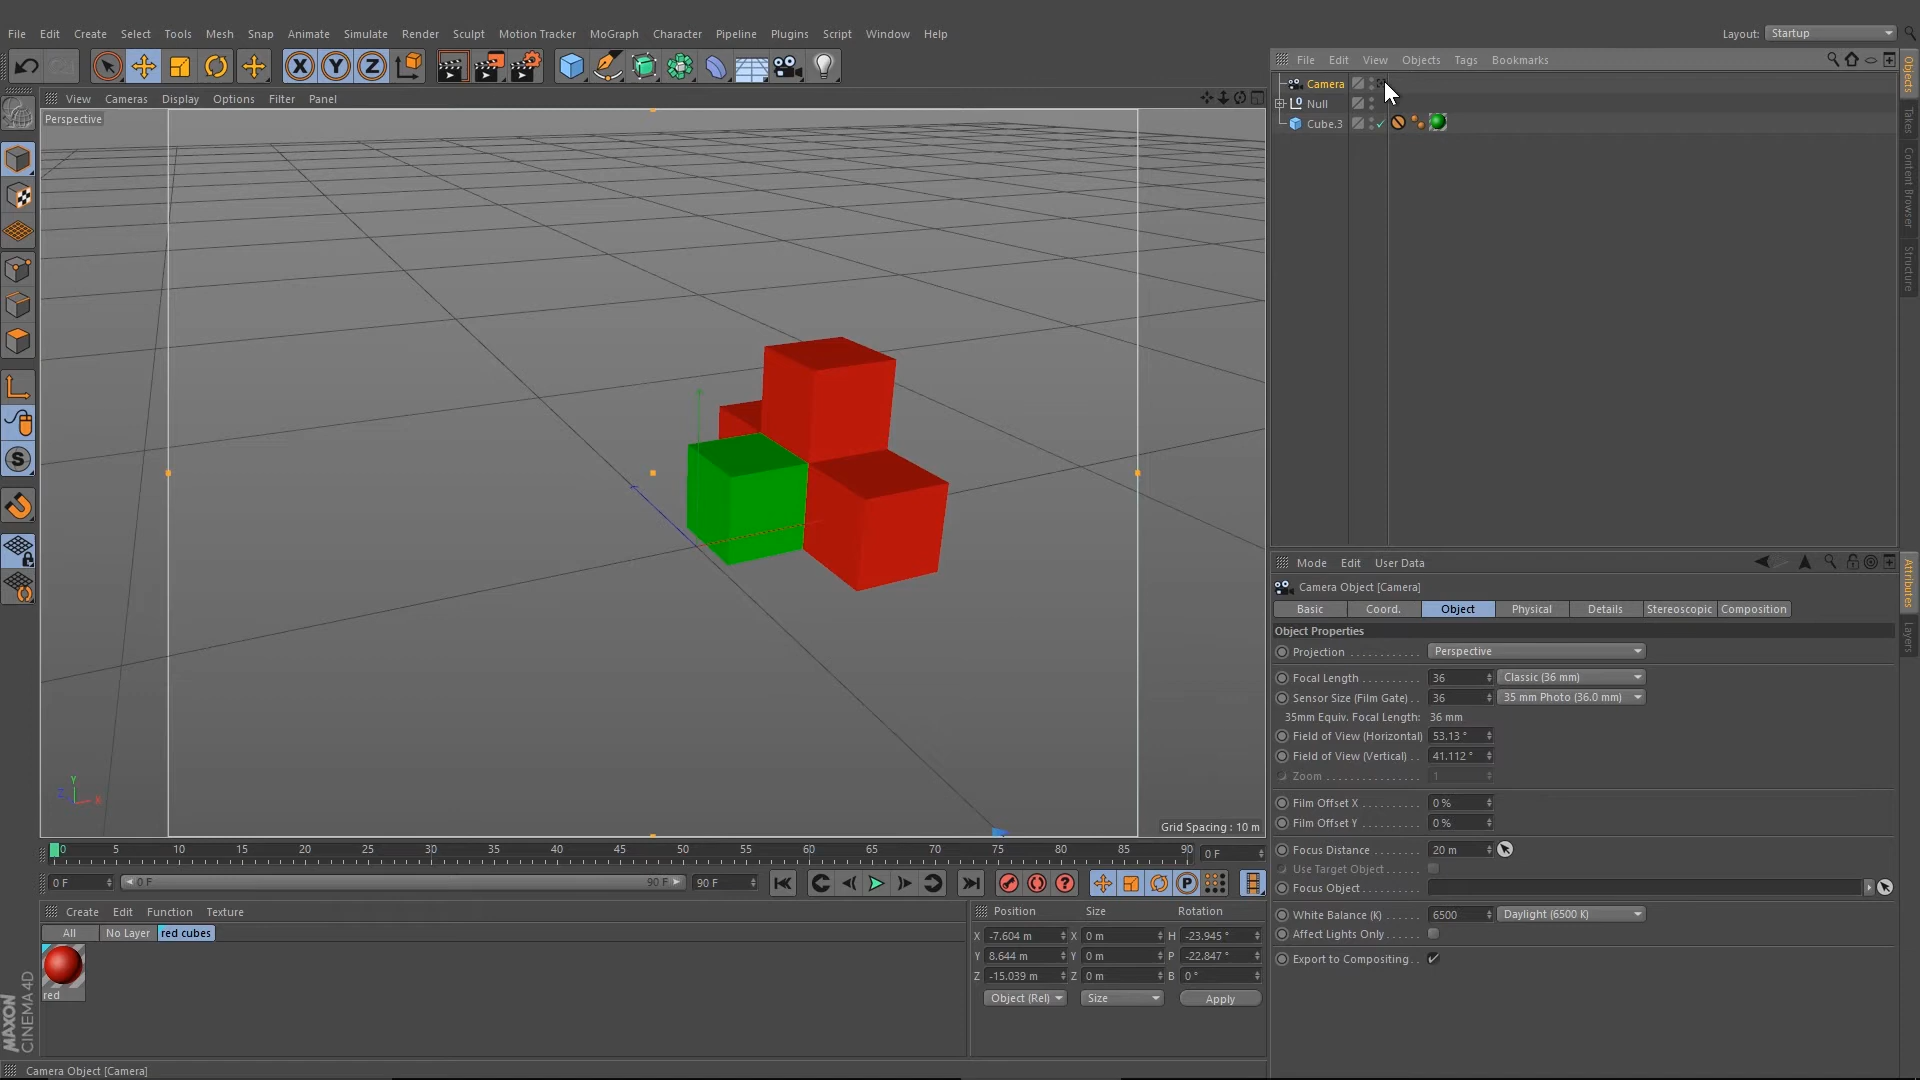 File Edit Create Select Tools Mesh Snap Animate Simulate Render Sculpt Motion Tracker MoGraph Character Pipeline Plugins Script Window Help
Layout: Startup
X Y Z
View Cameras Display Options Filter Panel
Perspective
File Edit View Objects Tags Bookmarks
Camera
Null
Cube.3
Objects
Takes
Content Browser
Structure
S
Y
Z X
Grid Spacing : 10 m
Mode Edit User Data
Camera Object [Camera]
Basic Coord. Object Physical Details Stereoscopic Composition
Object Properties
Projection . . . . . . . . . . . . Perspective
Focal Length . . . . . . . . . . 36 Classic (36 mm)
Sensor Size (Film Gate) . . 36 35 mm Photo (36.0 mm)
35mm Equiv. Focal Length: 36 mm
Field of View (Horizontal) 53.13 °
Field of View (Vertical) . . 41.112 °
Zoom . . . . . . . . . . . . . . . 1
Film Offset X . . . . . . . . . . 0 %
Film Offset Y . . . . . . . . . . 0 %
Focus Distance . . . . . . . . 20 m
Use Target Object . . . . . .
Focus Object . . . . . . . . . .
White Balance (K) . . . . . . 6500 Daylight (6500 K)
Affect Lights Only . . . . . .
Export to Compositing. . ✓
Attributes
Layers
0 5 10 15 20 25 30 35 40 45 50 55 60 65 70 75 80 85 90 0 F
0 F 0 F 90 F 90 F
? P
Create Edit Function Texture
All No Layer red cubes
red
Position Size Rotation
X -7.604 m X 0 m H -23.945 °
Y 8.644 m Y 0 m P -22.847 °
Z -15.039 m Z 0 m B 0 °
Object (Rel) Size Apply
MAXON
CINEMA 4D
Camera Object [Camera]